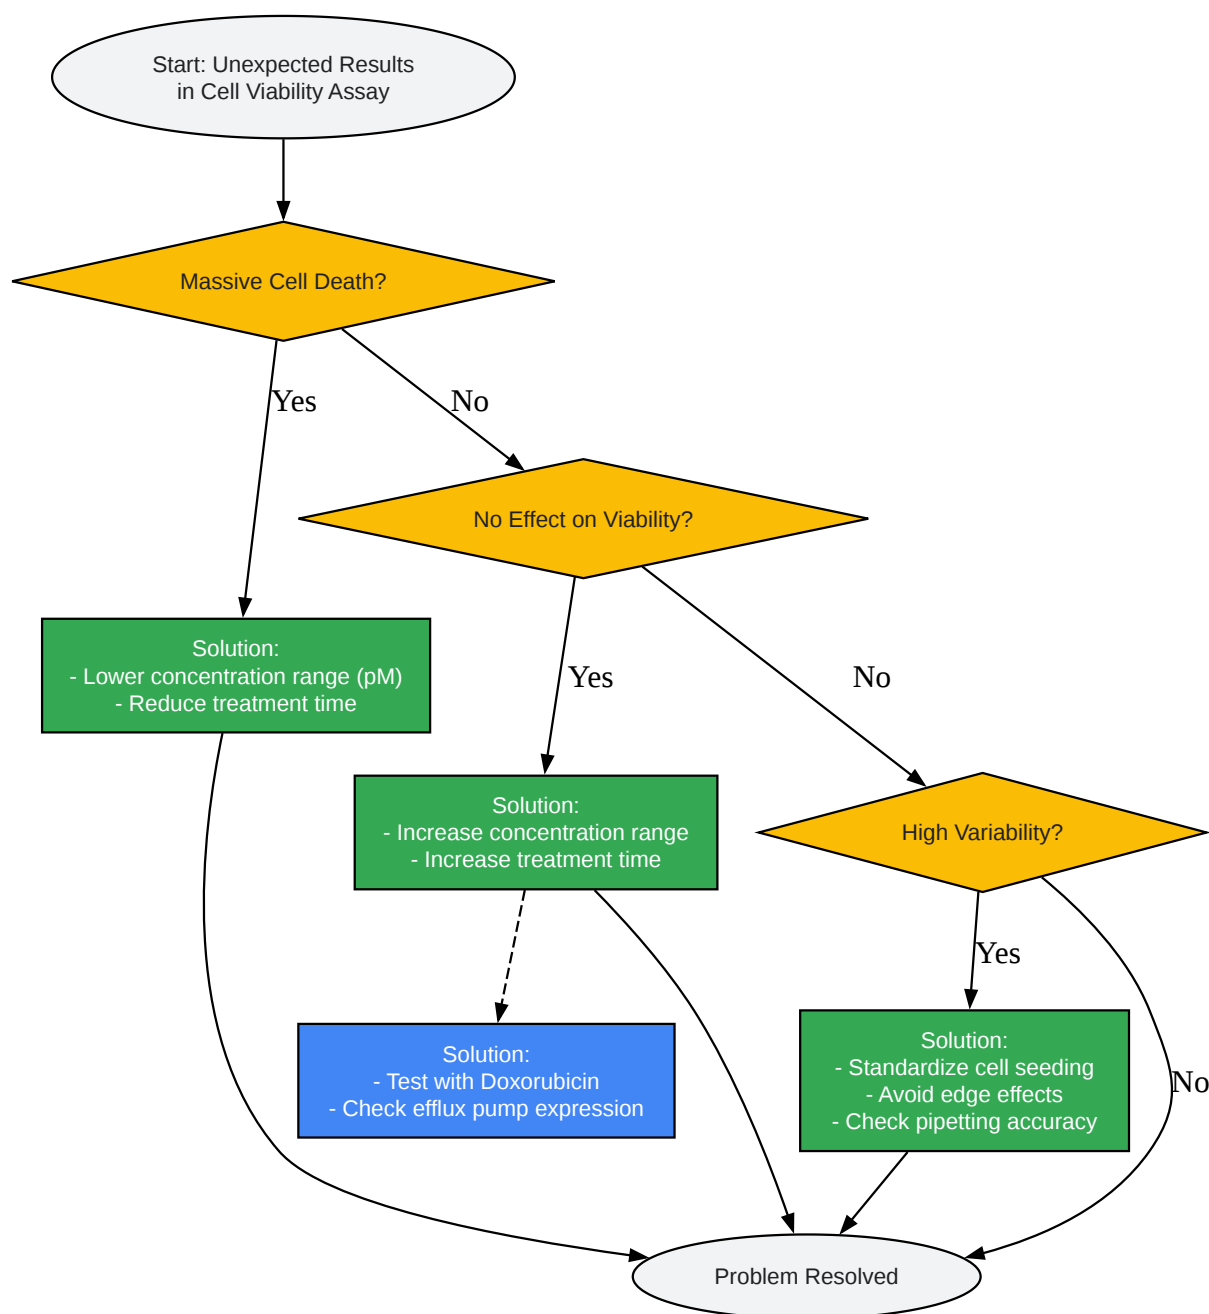 Start: Unexpected Results
in Cell Viability Assay
Massive Cell Death?
Yes
No
No Effect on Viability?
Solution:
- Lower concentration range (pM)
- Reduce treatment time
Yes
No
Solution:
- Increase concentration range
- Increase treatment time
High Variability?
Yes
Solution:
- Test with Doxorubicin
- Check efflux pump expression
Solution:
- Standardize cell seeding
- Avoid edge effects
- Check pipetting accuracy
No
Problem Resolved